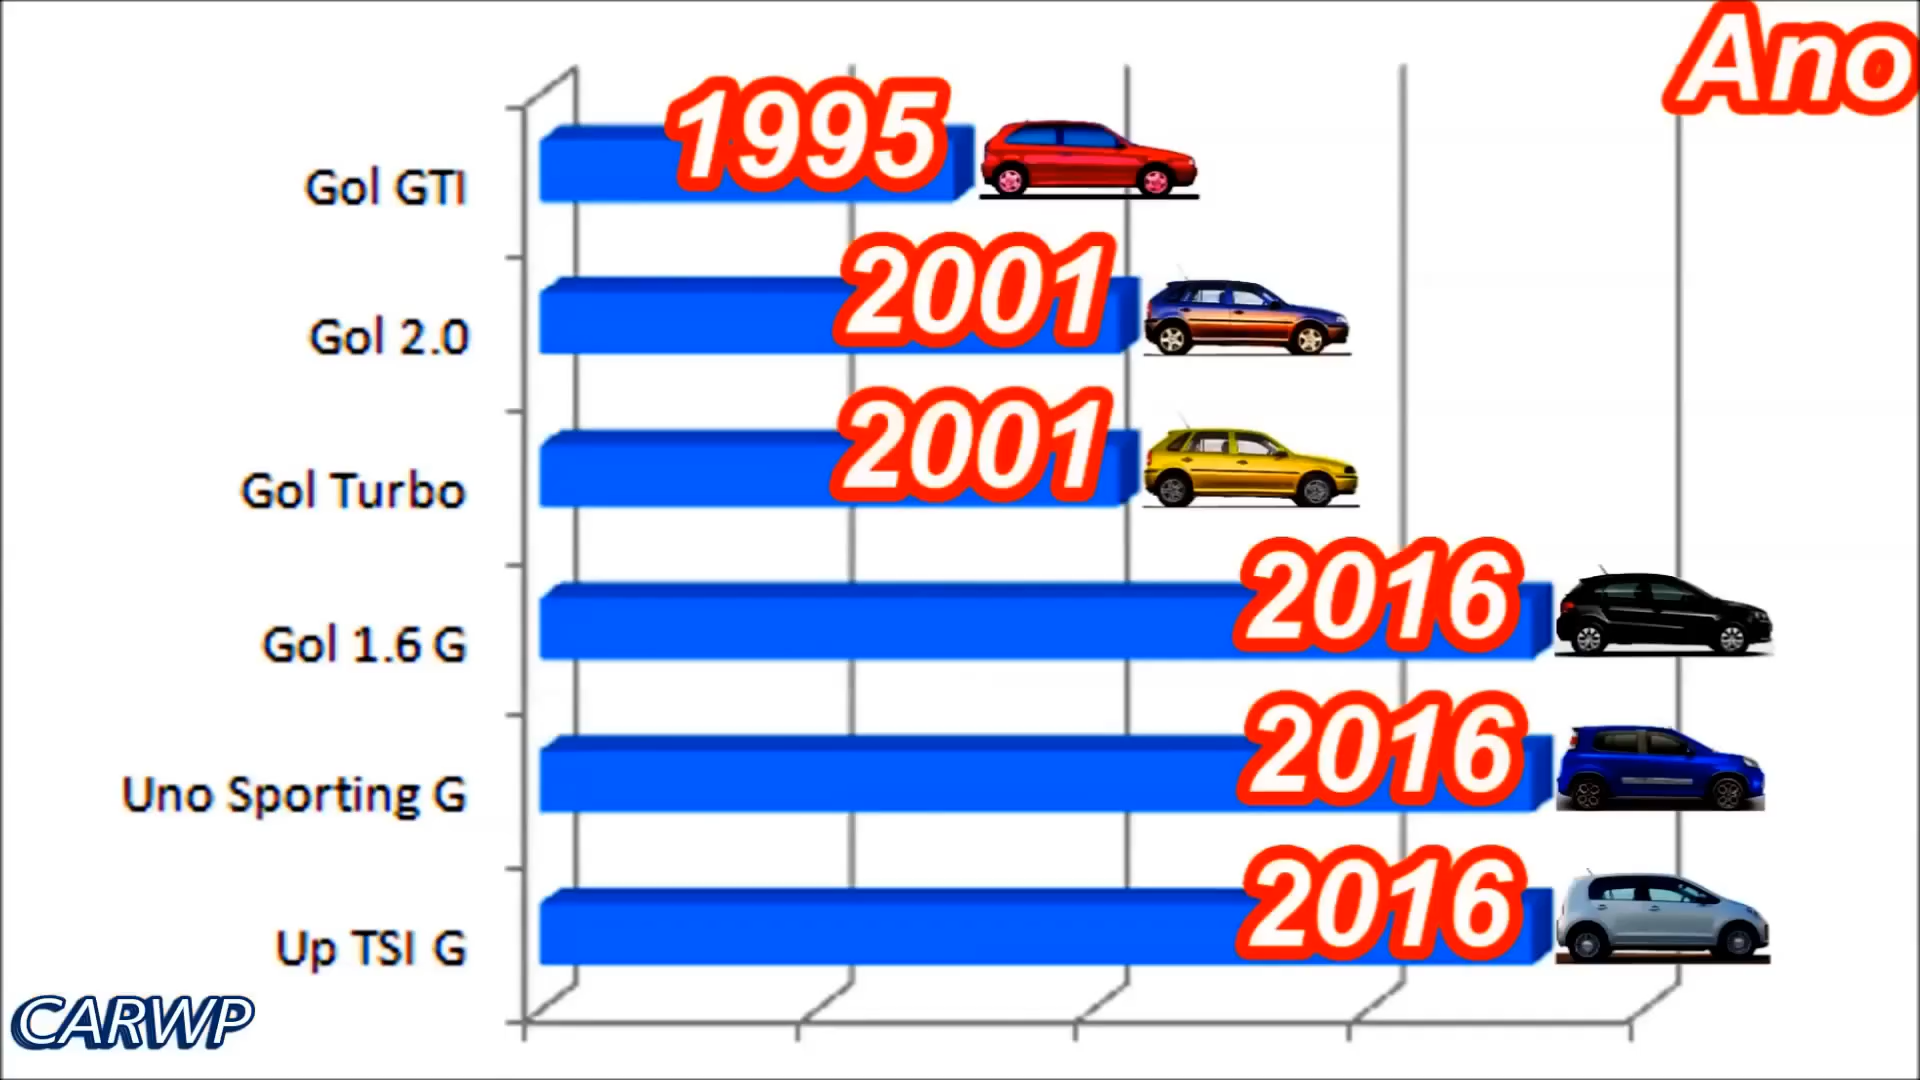 Ano
Gol GTI 1995
Gol 2.0 2001
Gol Turbo 2001
Gol 1.6 G 2016
Uno Sporting G 2016
Up TSI G 2016
CARWP